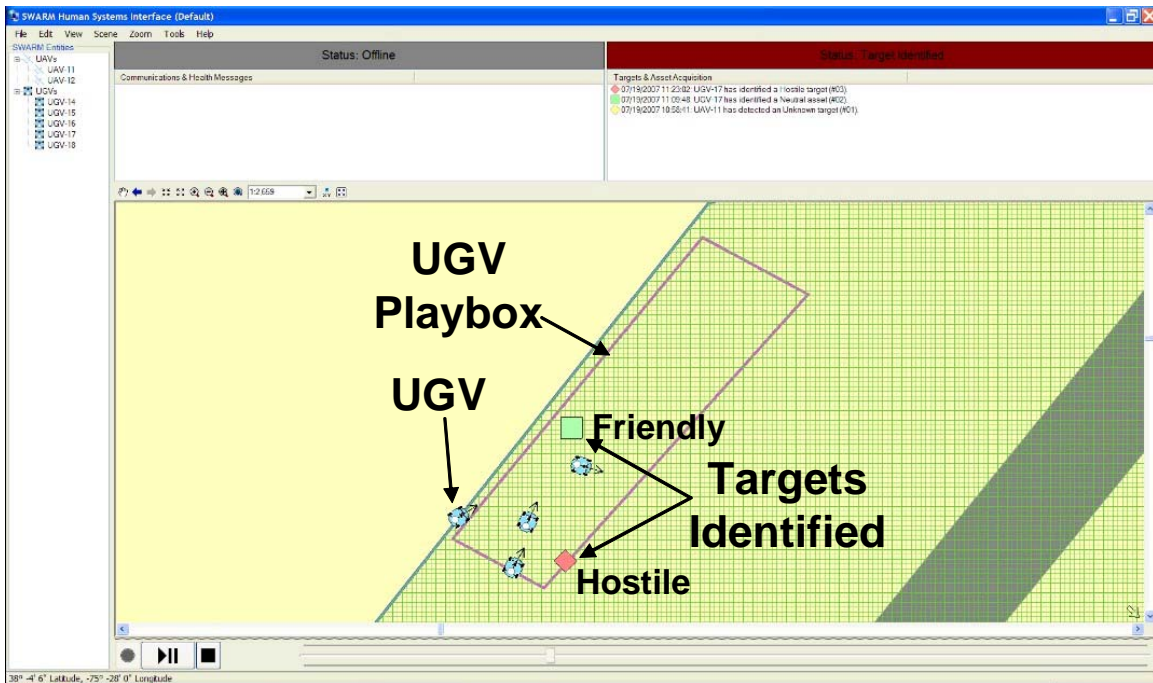 SWARM Human Systems Interface (Default)
File Edit View Scene Zoom Tools Help
SWARM Entities
UAVs
UAV-11
UAV-12
UGVs
UGV-14
UGV-15
UGV-16
UGV-17
UGV-18
Status: Offline
Communications & Health Messages
Status: Target Identified
Targets & Asset Acquisition
07/19/2007 11:23:02: UGV-17 has identified a Hostile target (#03).
07/19/2007 11:09:48: UGV-17 has identified a Neutral asset (#02).
07/19/2007 10:58:41: UAV-11 has detected an Unknown target (#01).
1:2,659
UGV
Playbox
UGV
Friendly
Targets
Identified
Hostile
38° -4' 6" Latitude, -75° -28' 0" Longitude